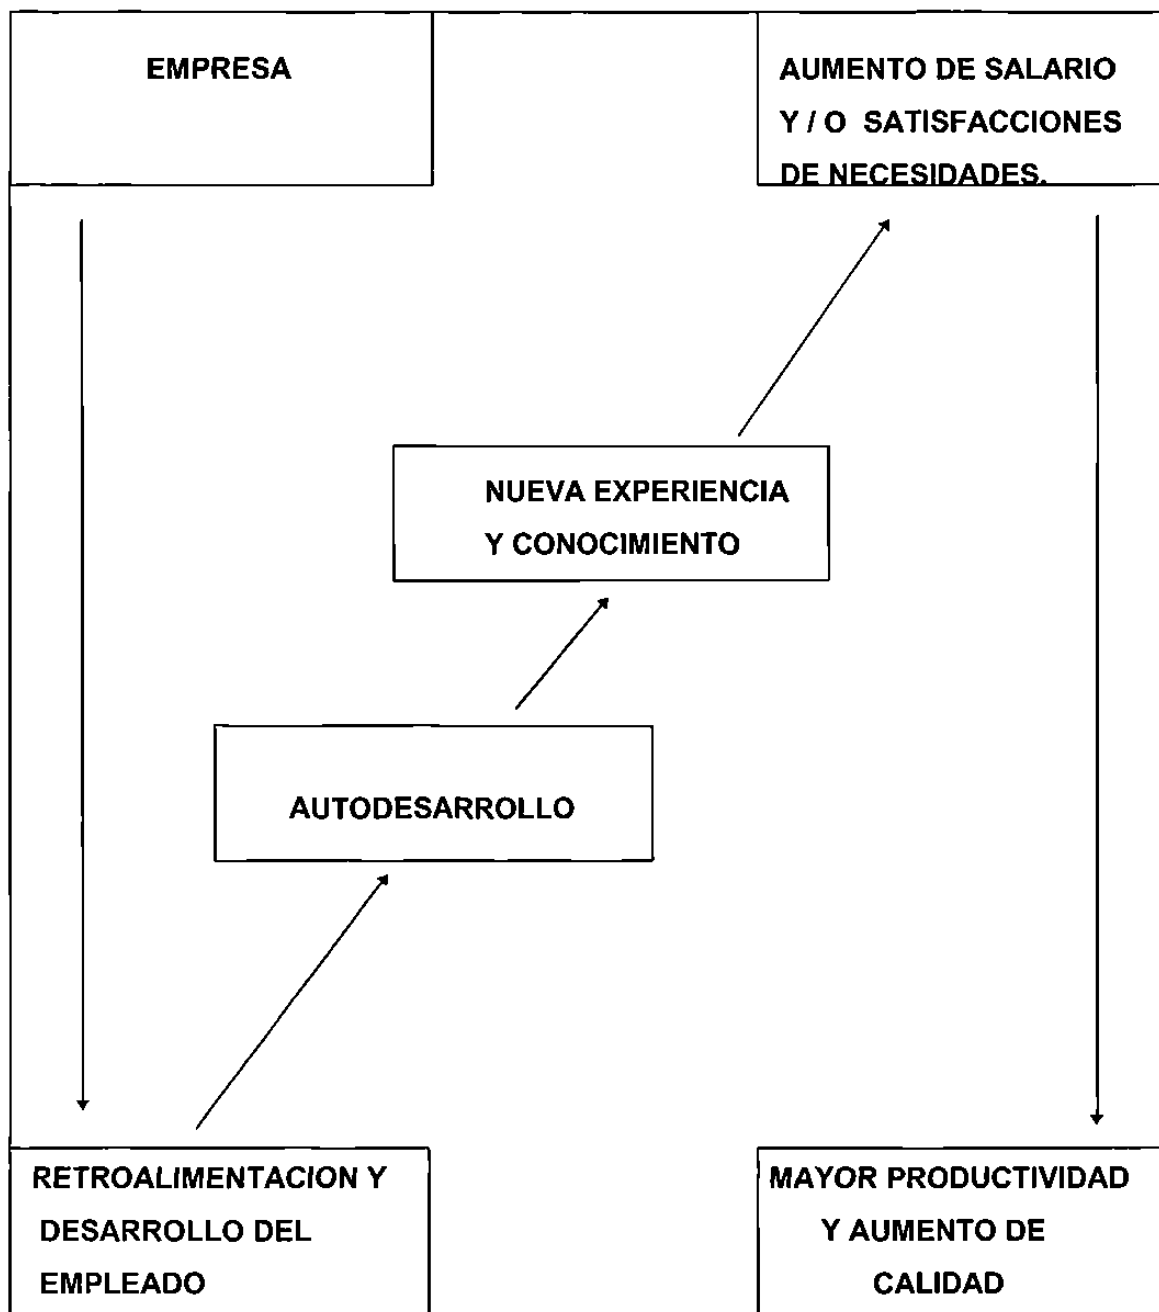 EMPRESA
AUMENTO DE SALARIO
Y / O SATISFACCIONES
DE NECESIDADES.
NUEVA EXPERIENCIA
Y CONOCIMIENTO
AUTODESARROLLO
RETROALIMENTACION Y
DESARROLLO DEL
EMPLEADO
MAYOR PRODUCTIVIDAD
Y AUMENTO DE
CALIDAD